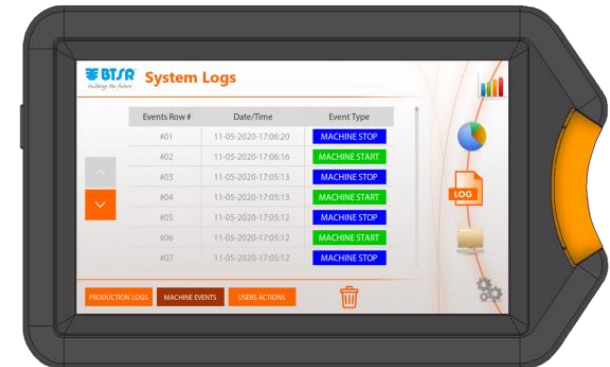 BTSR System Logs
building the future
Events Row # Date/Time Event Type
#01 11-05-2020-17:06:20 MACHINE STOP
#02 11-05-2020-17:06:16 MACHINE START
#03 11-05-2020-17:05:13 MACHINE STOP
#04 11-05-2020-17:05:13 MACHINE START
#05 11-05-2020-17:05:12 MACHINE STOP
#06 11-05-2020-17:05:12 MACHINE START
#07 11-05-2020-17:05:12 MACHINE STOP
LOG
PRODUCTION LOGS MACHINE EVENTS USERS ACTIONS